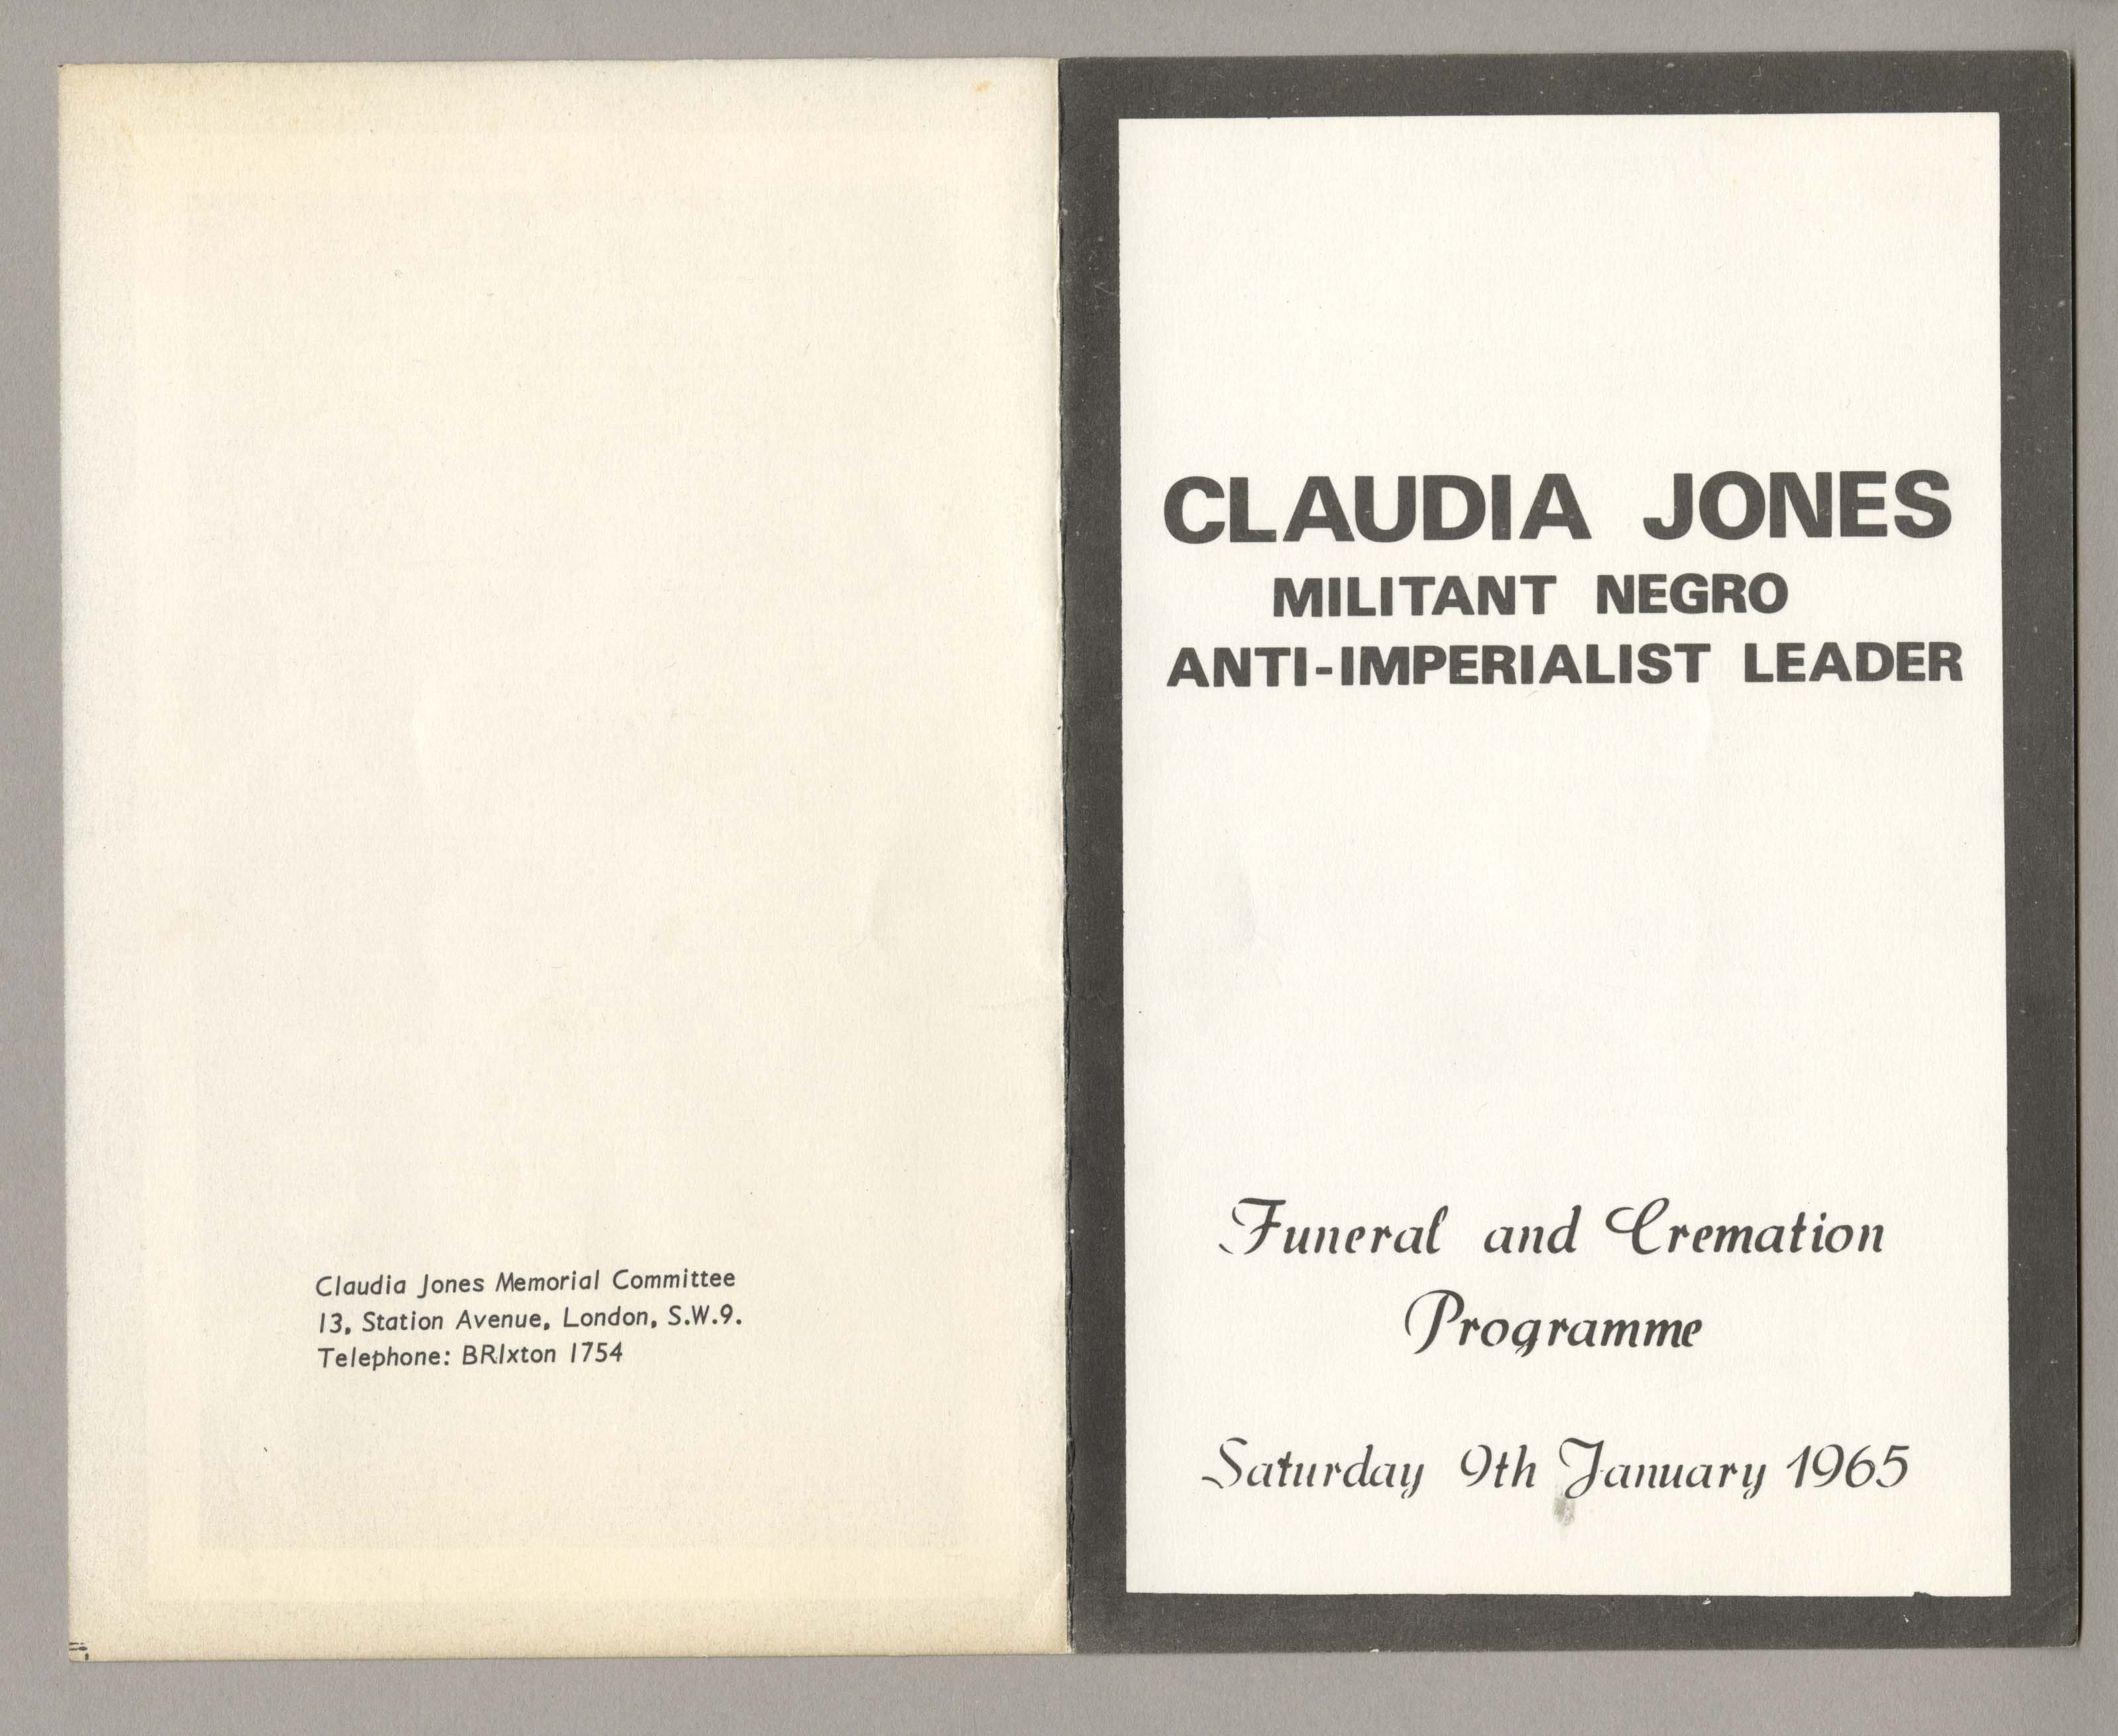 Claudia Jones Memorial Committee
13, Station Avenue, London, S.W.9.
Telephone: BRIxton 1754
CLAUDIA JONES
MILITANT NEGRO
ANTI-IMPERIALIST LEADER
Funeral and Cremation
Programme
Saturday 9th January 1965